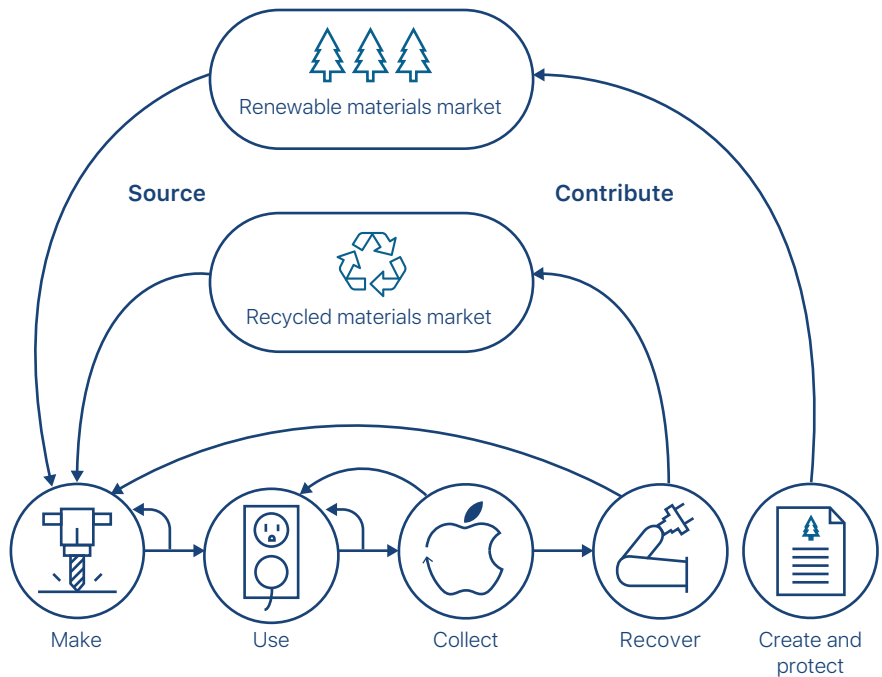 Renewable materials market
Source
Contribute
Recycled materials market
Make
Use
Collect
Recover
Create and
protect